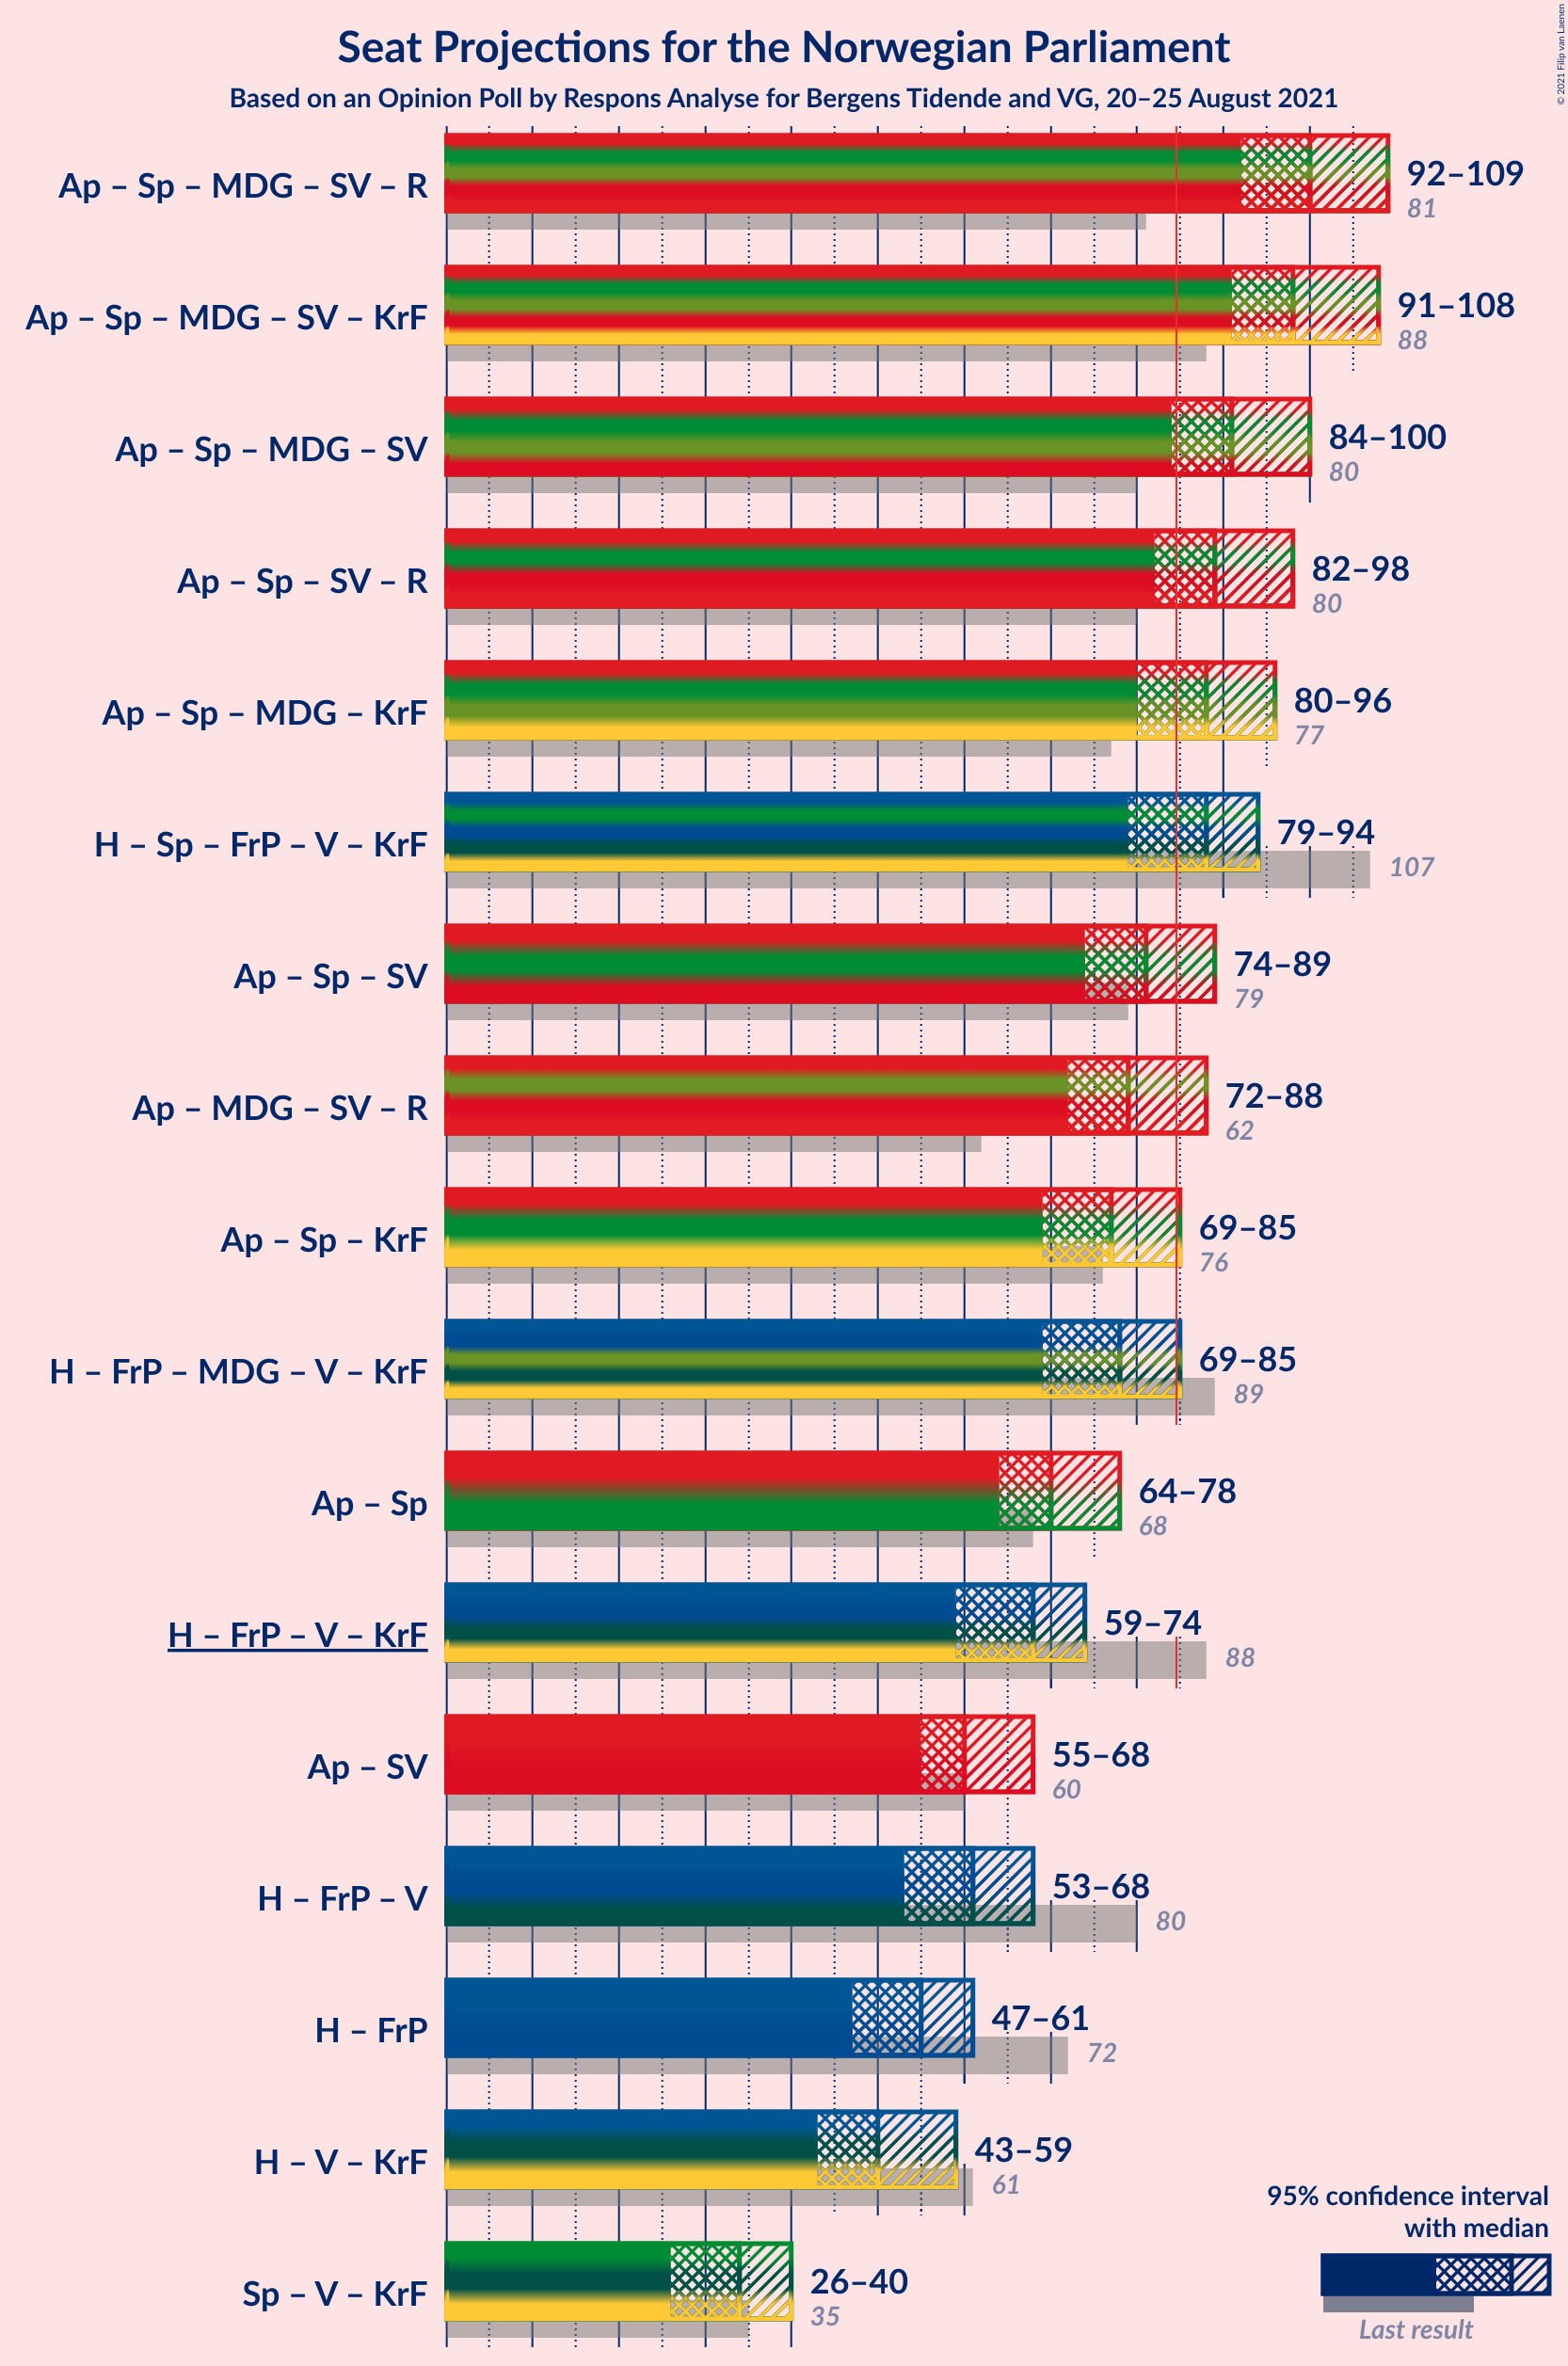 © 2021 Filip van Laenen
Seat Projections for the Norwegian Parliament
Based on an Opinion Poll by Respons Analyse for Bergens Tidende and VG, 20–25 August 2021
Ap – Sp – MDG – SV – R
92–109
81
Ap – Sp – MDG – SV – KrF
91–108
88
Ap – Sp – MDG – SV
84–100
80
Ap – Sp – SV – R
82–98
80
Ap – Sp – MDG – KrF
80–96
77
H – Sp – FrP – V – KrF
79–94
107
Ap – Sp – SV
74–89
79
Ap – MDG – SV – R
72–88
62
Ap – Sp – KrF
69–85
76
H – FrP – MDG – V – KrF
69–85
89
Ap – Sp
64–78
68
H – FrP – V – KrF
59–74
88
Ap – SV
55–68
60
H – FrP – V
53–68
80
H – FrP
47–61
72
H – V – KrF
43–59
61
Sp – V – KrF
26–40
35
95% confidence interval
with median
Last result